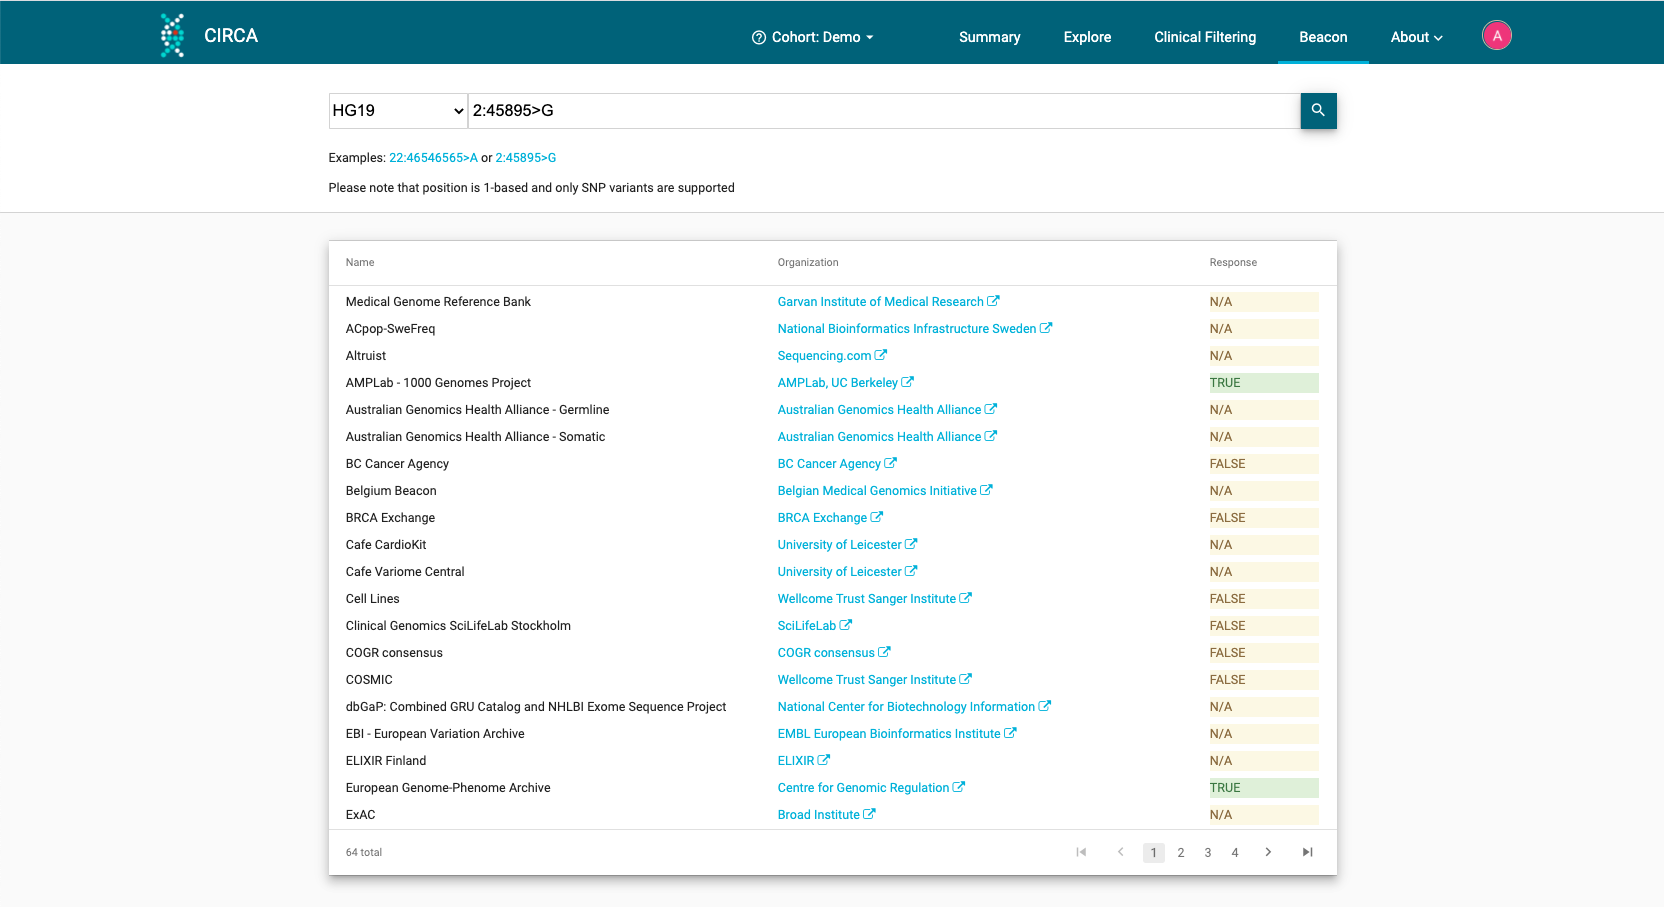 CIRCA
Cohort: Demo
Summary
Explore
Clinical Filtering
Beacon
About
A
HG19
2:45895>G
Examples: 22:46546565>A or 2:45895>G
Please note that position is 1-based and only SNP variants are supported
Name Organization Response
Medical Genome Reference Bank Garvan Institute of Medical Research N/A
ACpop-SweFreq National Bioinformatics Infrastructure Sweden N/A
Altruist Sequencing.com N/A
AMPLab - 1000 Genomes Project AMPLab, UC Berkeley TRUE
Australian Genomics Health Alliance - Germline Australian Genomics Health Alliance N/A
Australian Genomics Health Alliance - Somatic Australian Genomics Health Alliance N/A
BC Cancer Agency BC Cancer Agency FALSE
Belgium Beacon Belgian Medical Genomics Initiative N/A
BRCA Exchange BRCA Exchange FALSE
Cafe CardioKit University of Leicester N/A
Cafe Variome Central University of Leicester N/A
Cell Lines Wellcome Trust Sanger Institute FALSE
Clinical Genomics SciLifeLab Stockholm SciLifeLab FALSE
COGR consensus COGR consensus FALSE
COSMIC Wellcome Trust Sanger Institute FALSE
dbGaP: Combined GRU Catalog and NHLBI Exome Sequence Project National Center for Biotechnology Information N/A
EBI - European Variation Archive EMBL European Bioinformatics Institute N/A
ELIXIR Finland ELIXIR N/A
European Genome-Phenome Archive Centre for Genomic Regulation TRUE
ExAC Broad Institute N/A
64 total 1 2 3 4